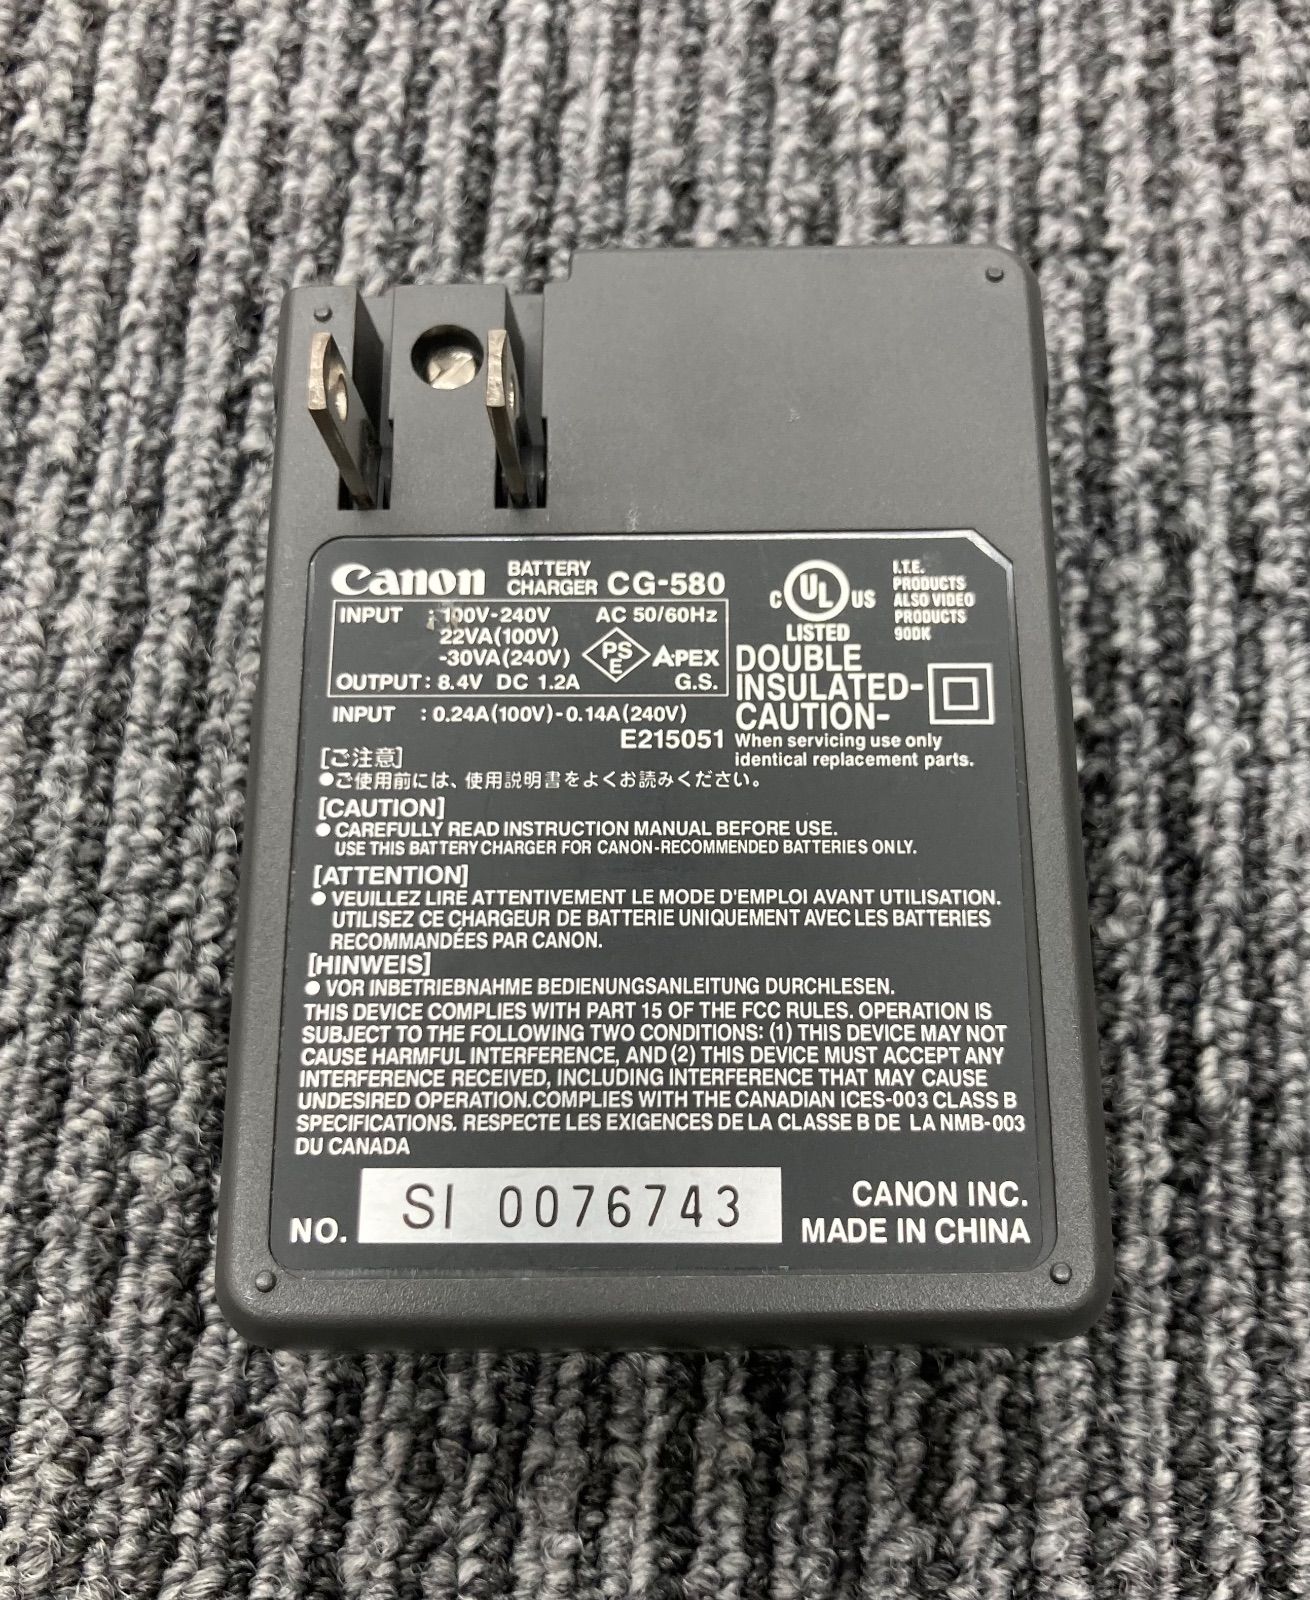 Canon BATTERY CHARGER CG-580
INPUT : 100V-240V AC 50/60Hz
22VA(100V)
-30VA(240V) PSE APEX
OUTPUT: 8.4V DC 1.2A G.S.
INPUT : 0.24A(100V)-0.14A(240V)
E215051
C UL US
LISTED
I.T.E.
PRODUCTS
ALSO VIDEO
PRODUCTS
90DK
DOUBLE
INSULATED-
CAUTION-
When servicing use only
identical replacement parts.
[ご注意]
●ご使用前には、使用説明書をよくお読みください。
[CAUTION]
● CAREFULLY READ INSTRUCTION MANUAL BEFORE USE.
USE THIS BATTERY CHARGER FOR CANON-RECOMMENDED BATTERIES ONLY.
[ATTENTION]
● VEUILLEZ LIRE ATTENTIVEMENT LE MODE D'EMPLOI AVANT UTILISATION.
UTILISEZ CE CHARGEUR DE BATTERIE UNIQUEMENT AVEC LES BATTERIES
RECOMMANDÉES PAR CANON.
[HINWEIS]
● VOR INBETRIEBNAHME BEDIENUNGSANLEITUNG DURCHLESEN.
THIS DEVICE COMPLIES WITH PART 15 OF THE FCC RULES. OPERATION IS
SUBJECT TO THE FOLLOWING TWO CONDITIONS: (1) THIS DEVICE MAY NOT
CAUSE HARMFUL INTERFERENCE, AND (2) THIS DEVICE MUST ACCEPT ANY
INTERFERENCE RECEIVED, INCLUDING INTERFERENCE THAT MAY CAUSE
UNDESIRED OPERATION.COMPLIES WITH THE CANADIAN ICES-003 CLASS B
SPECIFICATIONS. RESPECTE LES EXIGENCES DE LA CLASSE B DE LA NMB-003
DU CANADA
NO. SI 0076743
CANON INC.
MADE IN CHINA